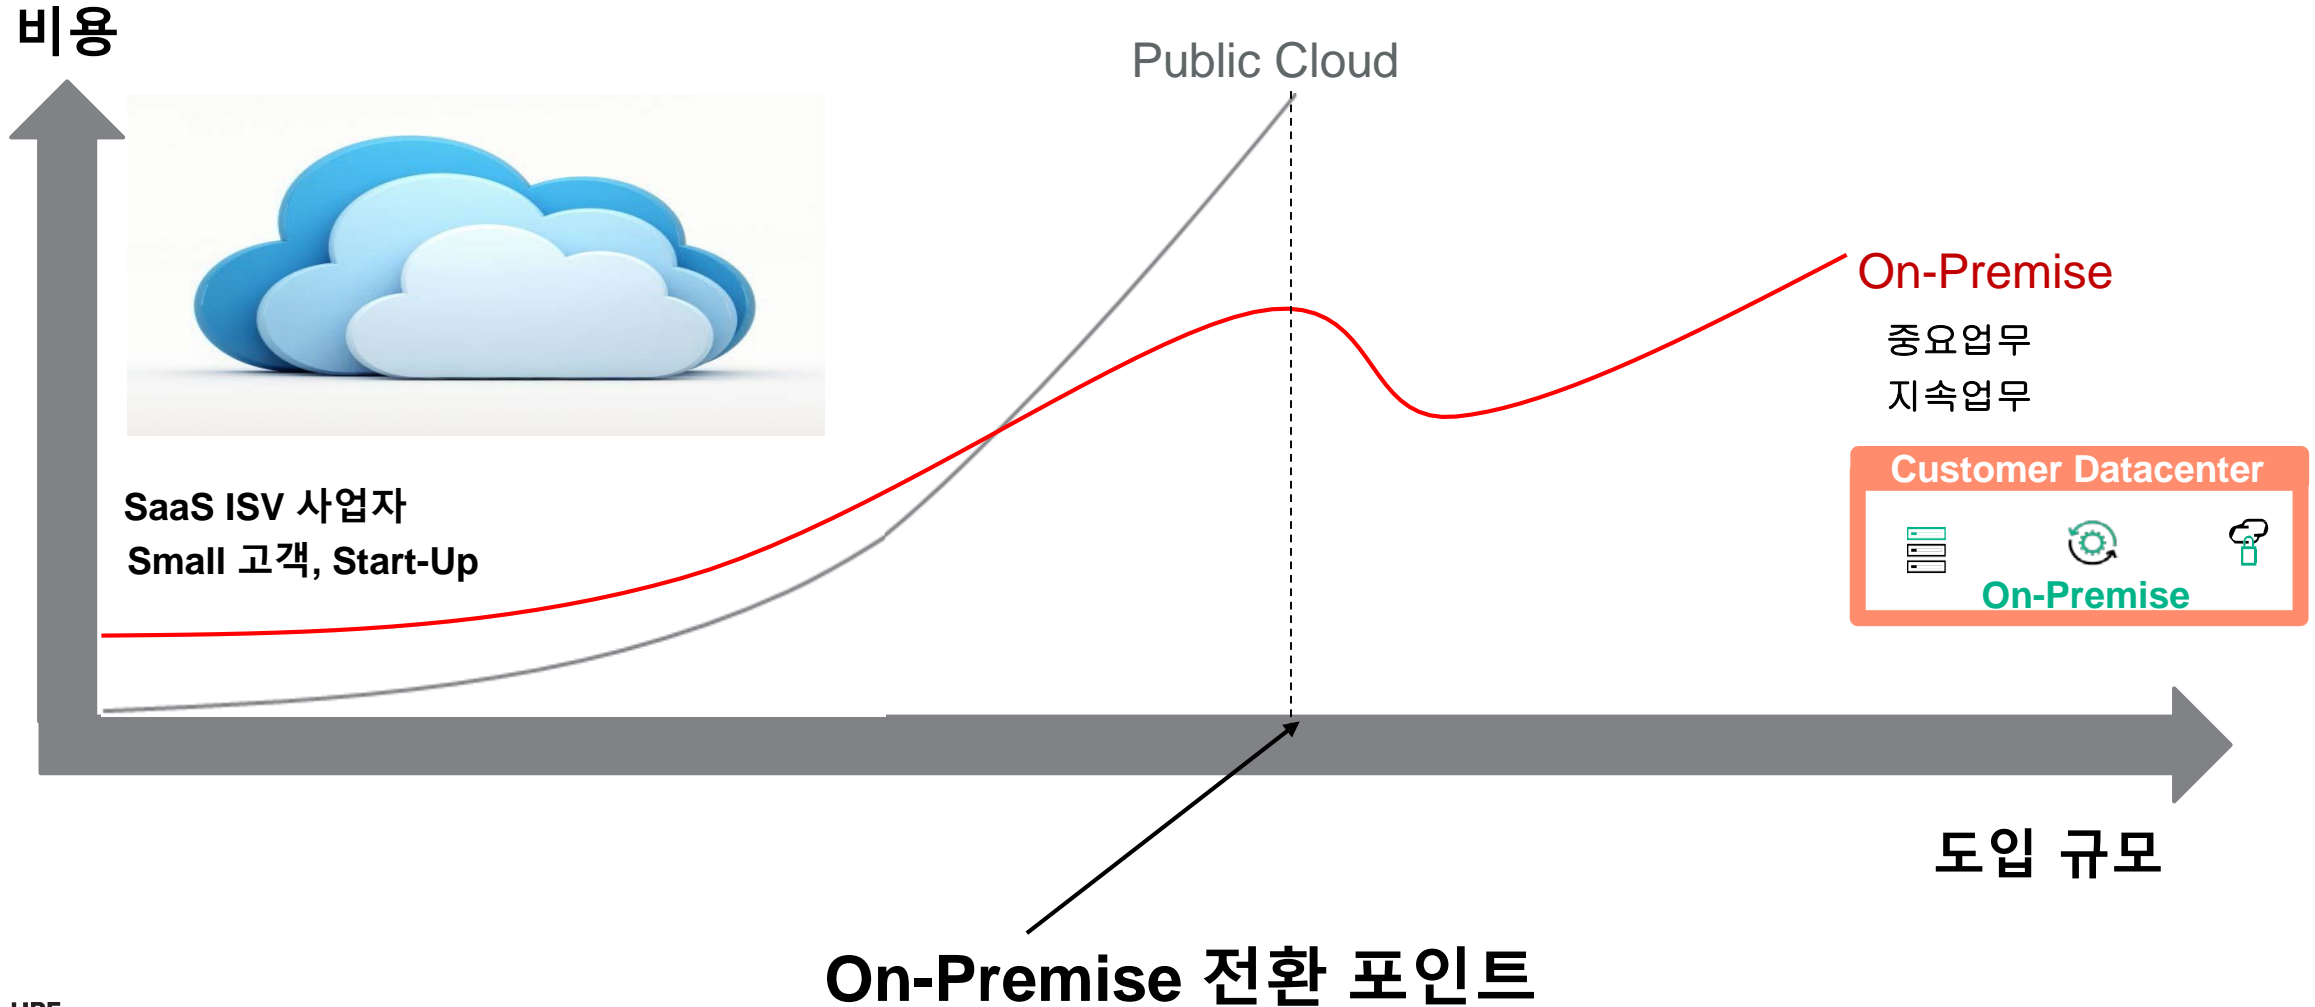 비용
Public Cloud
On-Premise
중요업무
지속업무
Customer Datacenter
On-Premise
SaaS ISV 사업자
Small 고객, Start-Up
도입 규모
On-Premise 전환 포인트